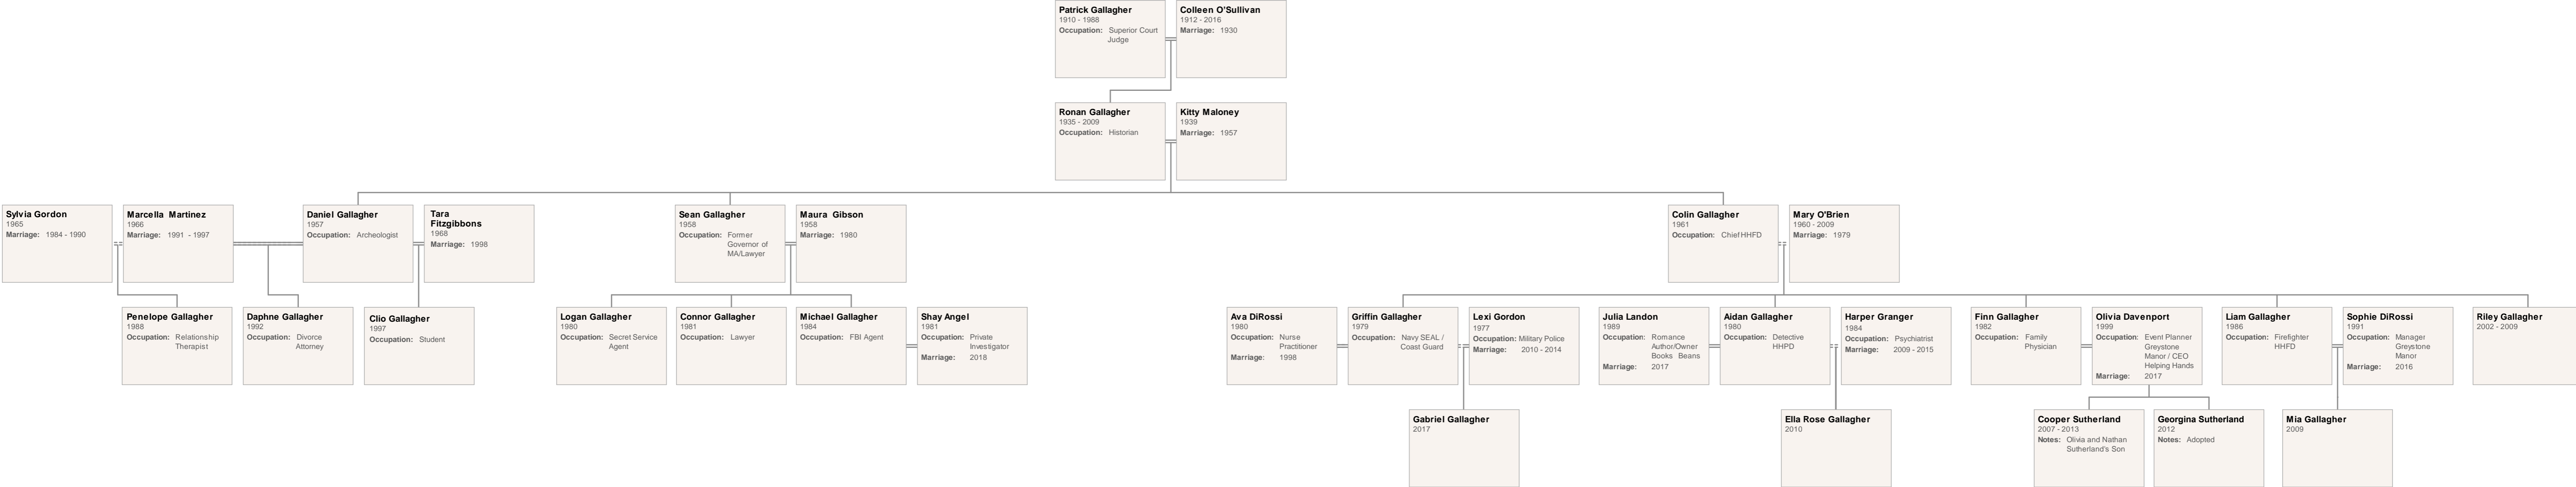 Patrick Gallagher
1910 - 1988
Occupation: Superior Court
Judge
Colleen O'Sullivan
1912 - 2016
Marriage: 1930
Ronan Gallagher
1935 - 2009
Occupation: Historian
Kitty Maloney
1939
Marriage: 1957
Sylvia Gordon
1965
Marriage: 1984 - 1990
Marcella Martinez
1966
Marriage: 1991 - 1997
Daniel Gallagher
1957
Occupation: Archeologist
Tara
Fitzgibbons
1968
Marriage: 1998
Sean Gallagher
1958
Occupation: Former
Governor of
MA/Lawyer
Maura Gibson
1958
Marriage: 1980
Colin Gallagher
1961
Occupation: Chief HHFD
Mary O'Brien
1960 - 2009
Marriage: 1979
Penelope Gallagher
1988
Occupation: Relationship
Therapist
Daphne Gallagher
1992
Occupation: Divorce
Attorney
Clio Gallagher
1997
Occupation: Student
Logan Gallagher
1980
Occupation: Secret Service
Agent
Connor Gallagher
1981
Occupation: Lawyer
Michael Gallagher
1984
Occupation: FBI Agent
Shay Angel
1981
Occupation: Private
Investigator
Marriage: 2018
Ava DiRossi
1980
Occupation: Nurse
Practitioner
Marriage: 1998
Griffin Gallagher
1979
Occupation: Navy SEAL /
Coast Guard
Lexi Gordon
1977
Occupation: Military Police
Marriage: 2010 - 2014
Julia Landon
1989
Occupation: Romance
Author/Owner
Books Beans
Marriage: 2017
Aidan Gallagher
1980
Occupation: Detective
HHPD
Harper Granger
1984
Occupation: Psychiatrist
Marriage: 2009 - 2015
Finn Gallagher
1982
Occupation: Family
Physician
Olivia Davenport
1999
Occupation: Event Planner
Greystone
Manor / CEO
Helping Hands
Marriage: 2017
Liam Gallagher
1986
Occupation: Firefighter
HHFD
Sophie DiRossi
1991
Occupation: Manager
Greystone
Manor
Marriage: 2016
Riley Gallagher
2002 - 2009
Gabriel Gallagher
2017
Ella Rose Gallagher
2010
Cooper Sutherland
2007 - 2013
Notes: Olivia and Nathan
Sutherland's Son
Georgina Sutherland
2012
Notes: Adopted
Mia Gallagher
2009